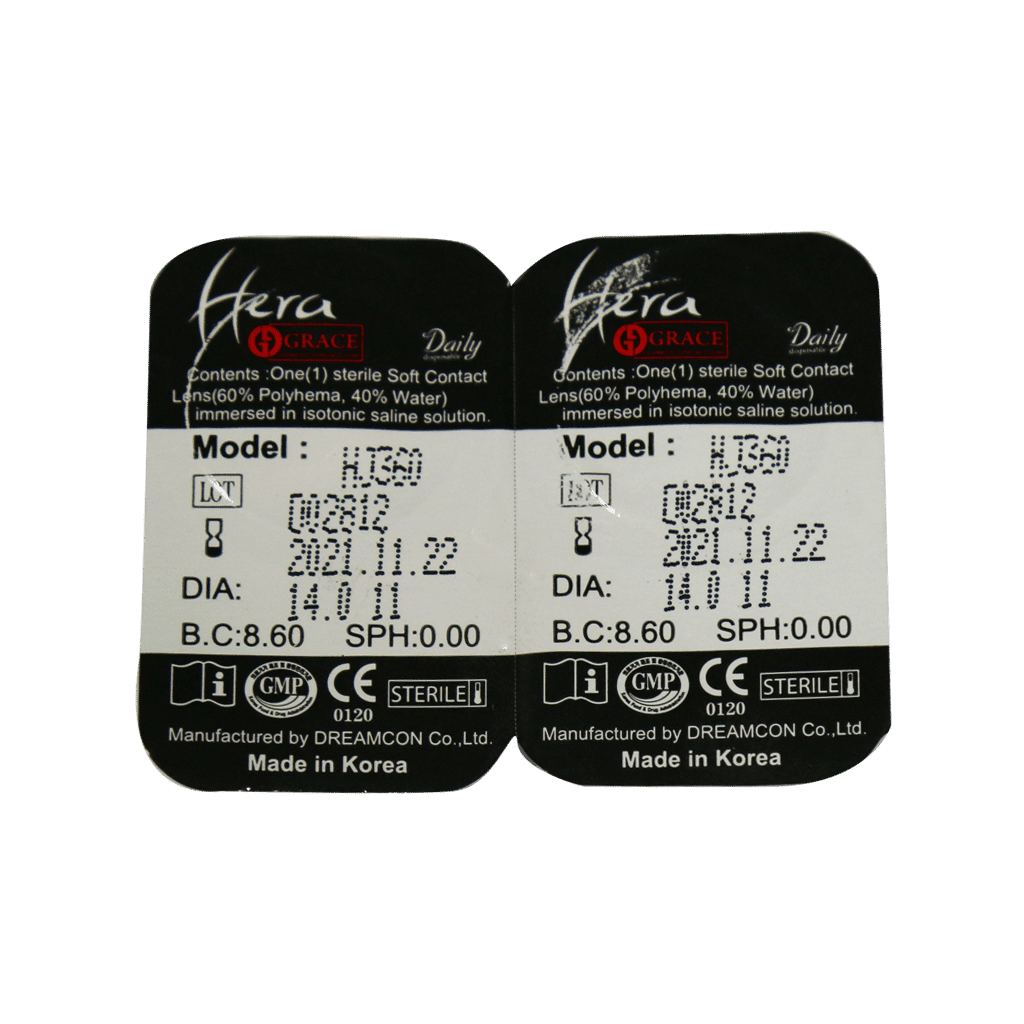 Hera
GRACE
Daily
disposable
Contents :One(1) sterile Soft Contact
Lens(60% Polyhema, 40% Water)
immersed in isotonic saline solution.
Model : HJ360
LOT
2812
2021.11.22
DIA: 14.0 11
B.C:8.60 SPH:0.00
i GMP CE 0120 STERILE
Manufactured by DREAMCON Co.,Ltd.
Made in Korea
Hera
GRACE
Daily
disposable
Contents :One(1) sterile Soft Contact
Lens(60% Polyhema, 40% Water)
immersed in isotonic saline solution.
Model : HJ360
LOT
2812
2021.11.22
DIA: 14.0 11
B.C:8.60 SPH:0.00
i GMP CE 0120 STERILE
Manufactured by DREAMCON Co.,Ltd.
Made in Korea